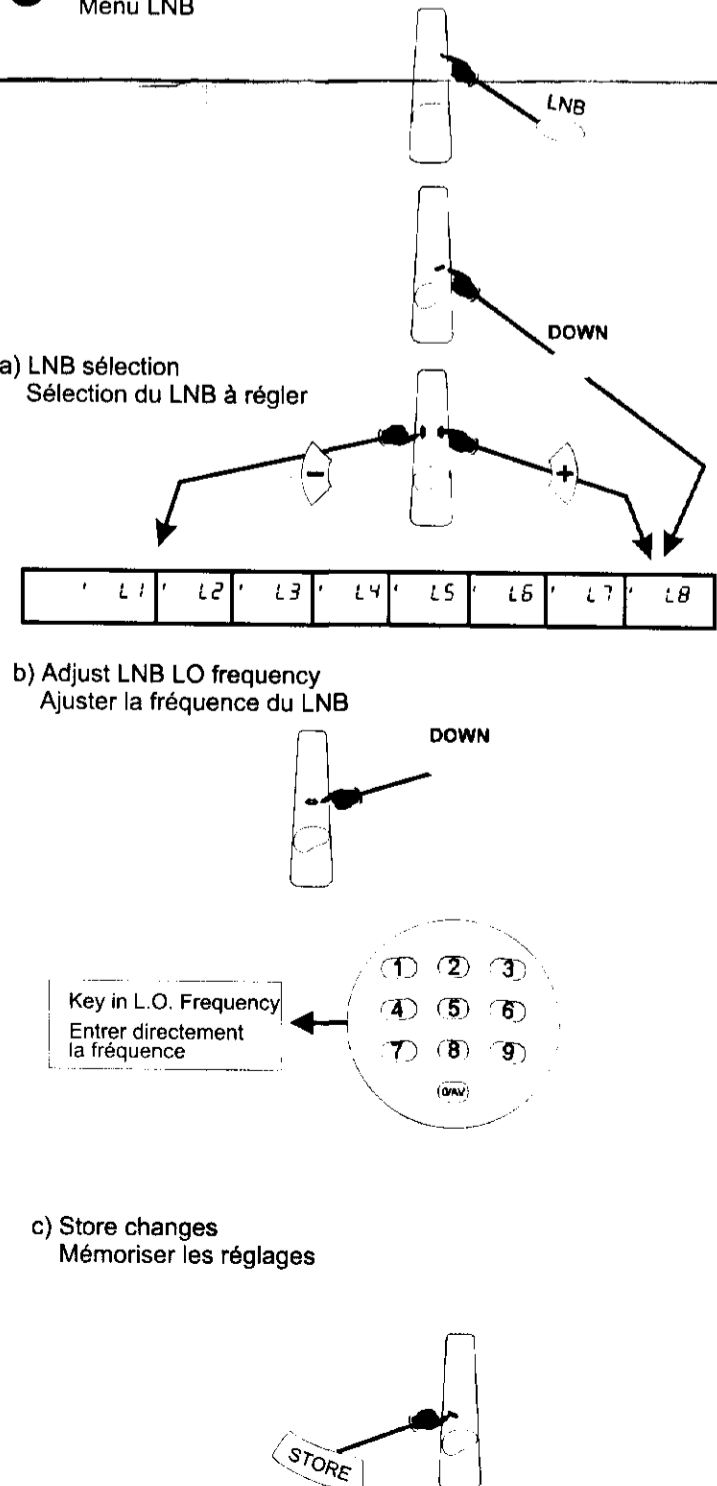 Menu LNB
LNB
DOWN
a) LNB sélection
Sélection du LNB à régler
- +
' L1 ' L2 ' L3 ' L4 ' L5 ' L6 ' L7 ' L8
b) Adjust LNB LO frequency
Ajuster la fréquence du LNB
DOWN
1 2 3
Key in L.O. Frequency
4 5 6
Entrer directement
la fréquence
7 8 9
0/AV
c) Store changes
Mémoriser les réglages
STORE